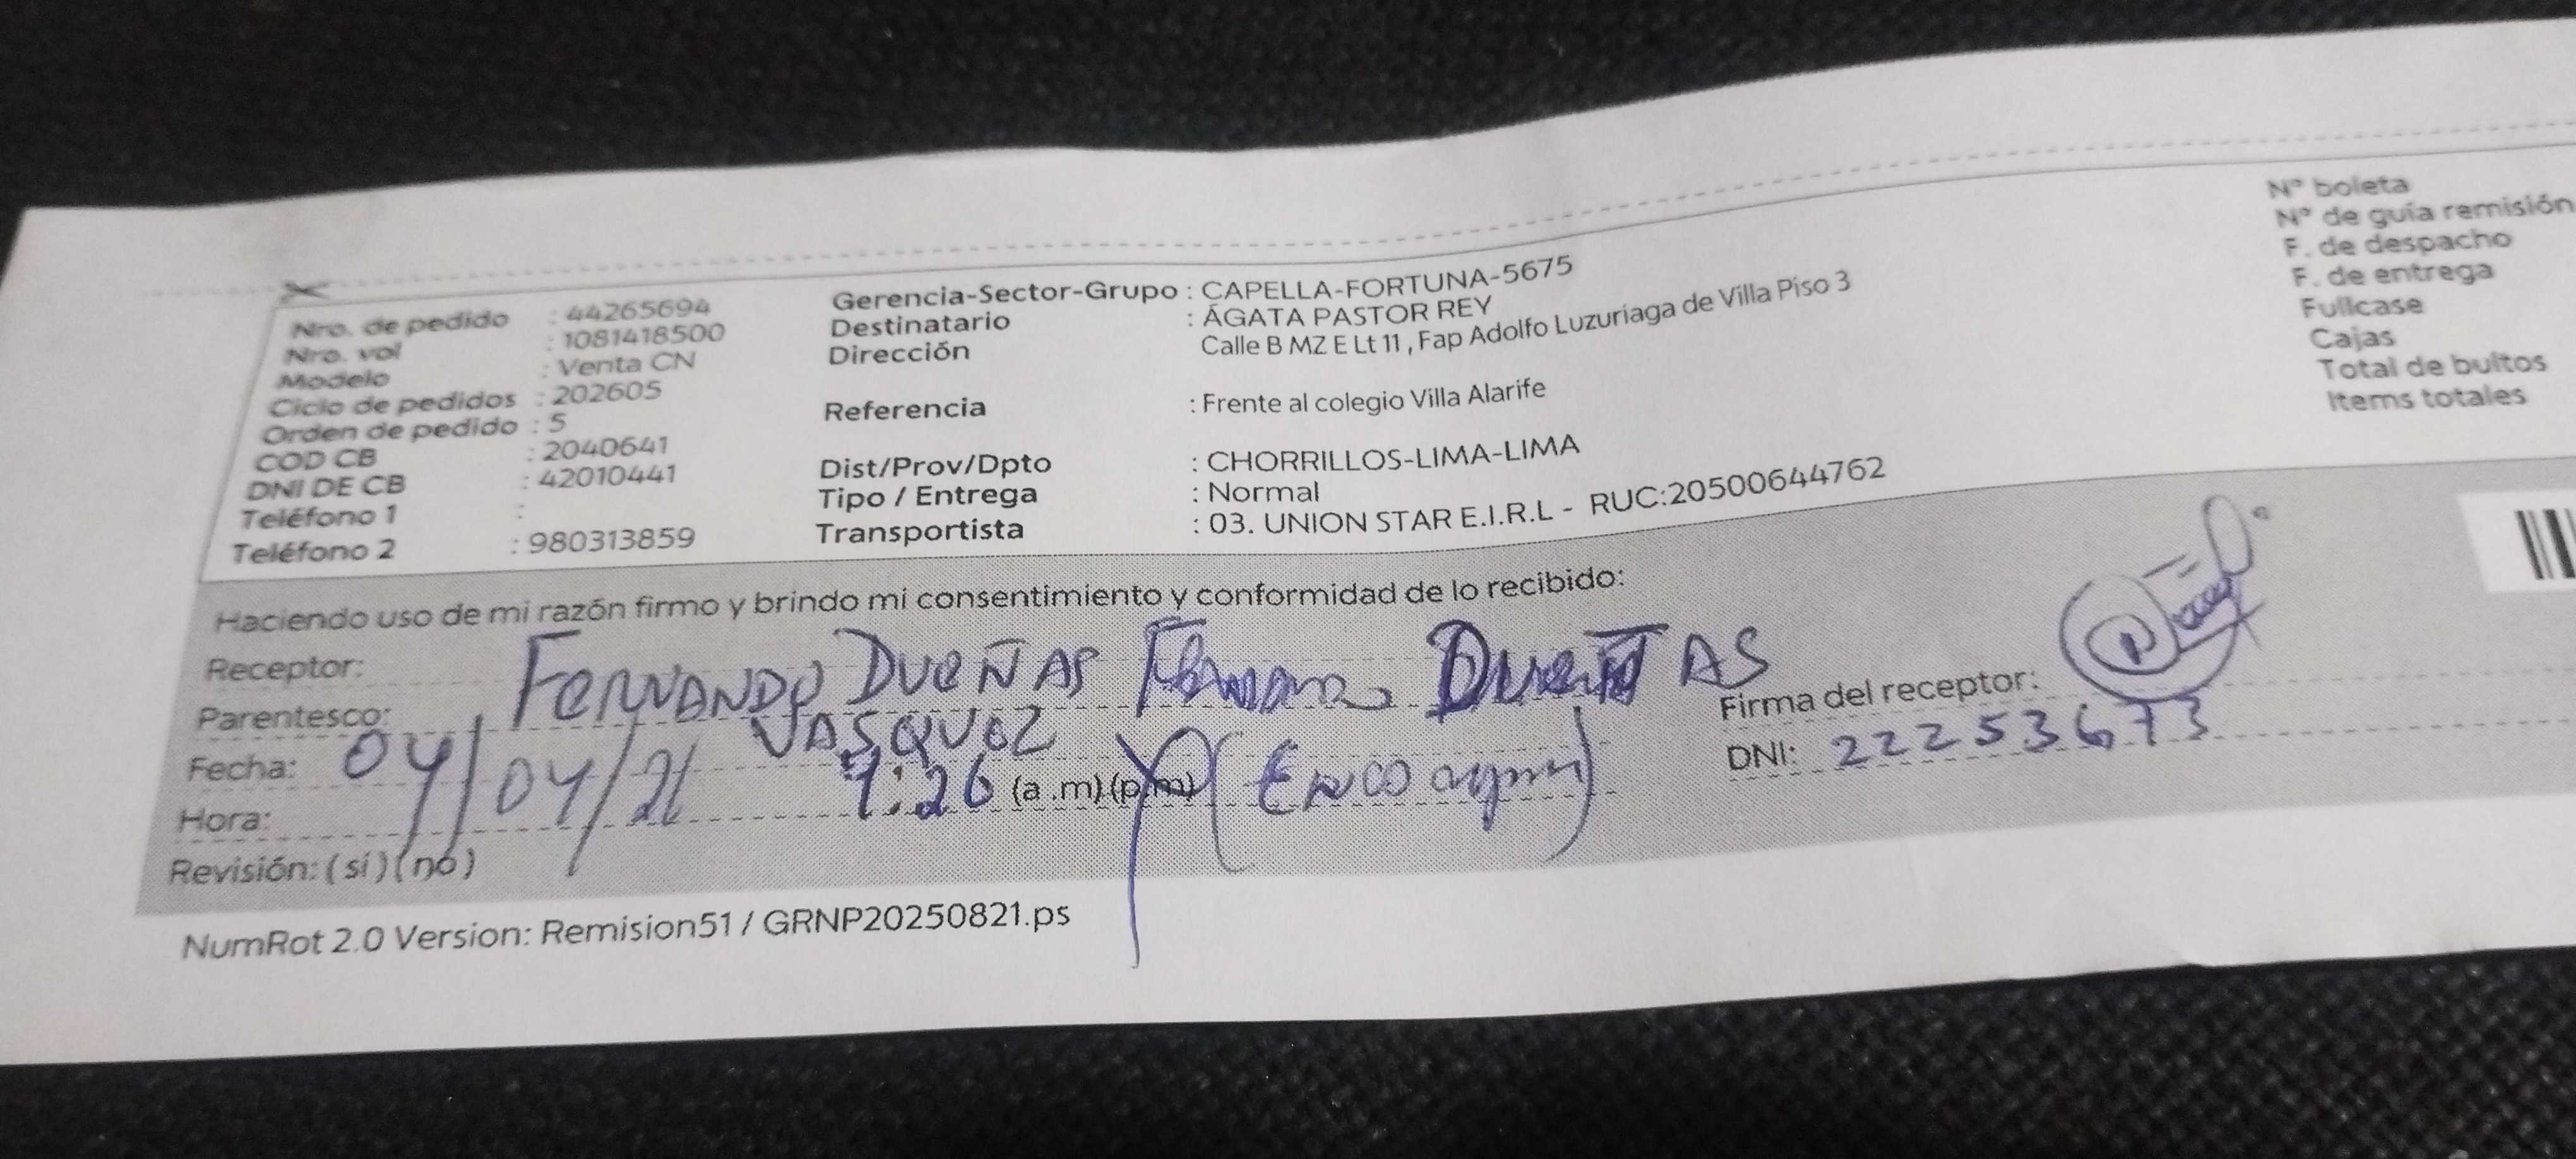 Nro. de pedido : 44265694
Nro. vol : 1081418500
Modelo : Venta CN
Ciclo de pedidos : 202605
Orden de pedido : 5
COD CB : 2040641
DNI DE CB : 42010441
Teléfono 1 :
Teléfono 2 : 980313859
Gerencia-Sector-Grupo : CAPELLA-FORTUNA-5675
Destinatario : ÁGATA PASTOR REY
Dirección Calle B MZ E Lt 11 , Fap Adolfo Luzuriaga de Villa Piso 3
Referencia : Frente al colegio Villa Alarife
Dist/Prov/Dpto : CHORRILLOS-LIMA-LIMA
Tipo / Entrega : Normal
Transportista : 03. UNION STAR E.I.R.L - RUC:20500644762
N° boleta
N° de guía remisión
F. de despacho
F. de entrega
Fullcase
Cajas
Total de bultos
Items totales
Haciendo uso de mi razón firmo y brindo mi consentimiento y conformidad de lo recibido:
Receptor: FERNANDO DUEÑAS DUEÑAS
VASQUEZ
Parentesco:
Fecha: 04/04/
Hora: :26 (a .m) (p.m)
Revisión: (sí) (no)
Firma del receptor:
DNI: 22253673
NumRot 2.0 Version: Remision51 / GRNP20250821.ps